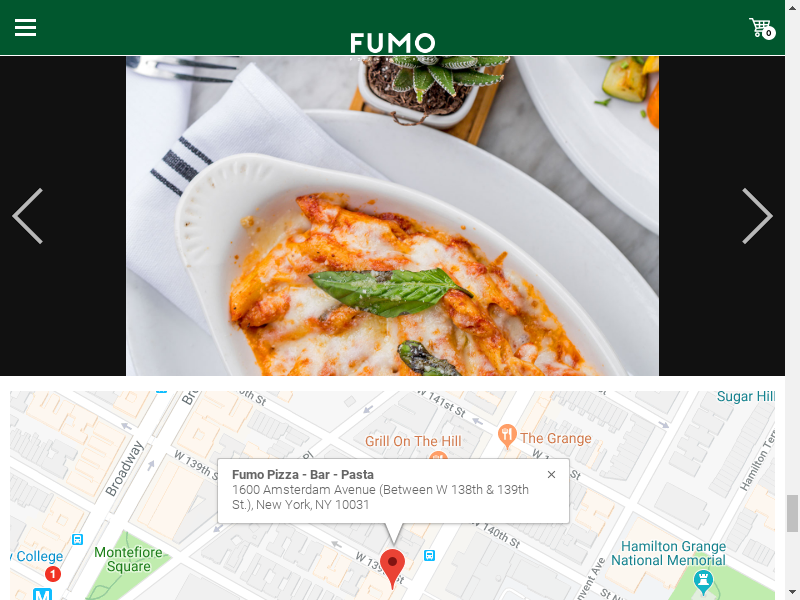 FUMO
0
W 141st St
Sugar Hill
Grill On The Hill
The Grange
Broadway
W 139th St
Hamilton Ter
Fumo Pizza - Bar - Pasta
1600 Amsterdam Avenue (Between W 138th & 139th
St.), New York, NY 10031
W 140th St
Montefiore
Square
y College
1
M
Hamilton Grange
National Memorial